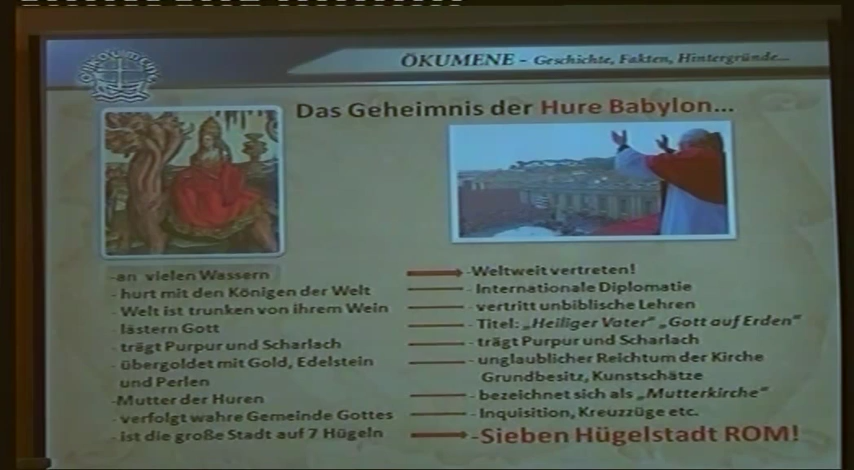 ÖKUMENE - Geschichte, Fakten, Hintergründe...
Das Geheimnis der Hure Babylon...
-an vielen Wassern
- hurt mit den Königen der Welt
- Welt ist trunken von ihrem Wein
- lästern Gott
- trägt Purpur und Scharlach
- übergoldet mit Gold, Edelstein
und Perlen
-Mutter der Huren
- verfolgt wahre Gemeinde Gottes
- ist die große Stadt auf 7 Hügeln
-Weltweit vertreten!
- Internationale Diplomatie
- vertritt unbiblische Lehren
- Titel: „Heiliger Vater“ „Gott auf Erden“
- trägt Purpur und Scharlach
- unglaublicher Reichtum der Kirche
Grundbesitz, Kunstschätze
- bezeichnet sich als „Mutterkirche“
- Inquisition, Kreuzzüge etc.
-Sieben Hügelstadt ROM!